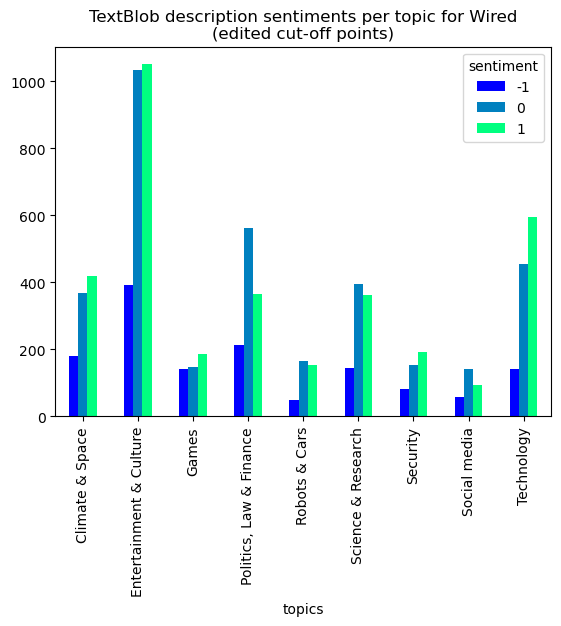 TextBlob description sentiments per topic for Wired
(edited cut-off points)
sentiment
-1
0
1
1000
800
600
400
200
0
Climate & Space
Entertainment & Culture
Games
Politics, Law & Finance
Robots & Cars
Science & Research
Security
Social media
Technology
topics